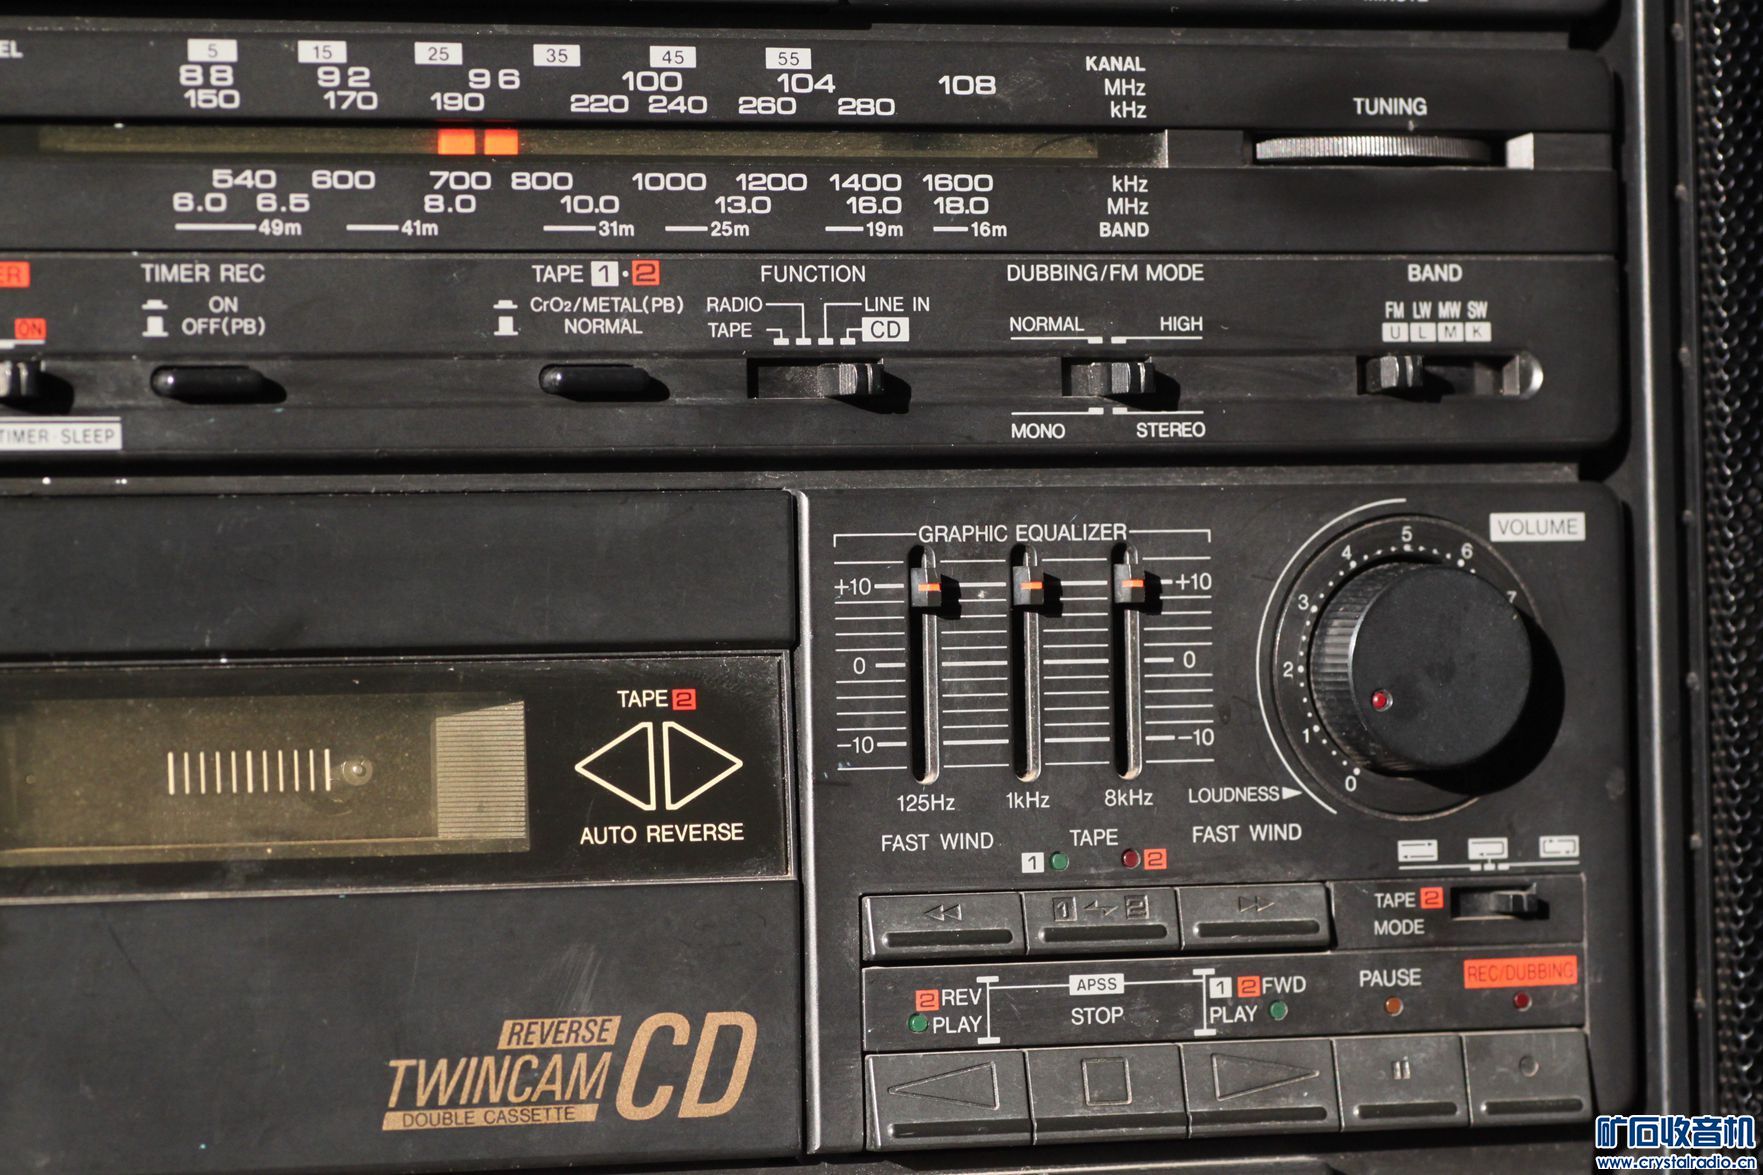 5 15 25 35 45 55 KANAL
88 92 96 100 104 108 MHz
150 170 190 220 240 260 280 kHz
TUNING
540 600 700 800 1000 1200 1400 1600 kHz
6.0 6.5 8.0 10.0 13.0 16.0 18.0 MHz
49m 41m 31m 25m 19m 16m BAND
TIMER REC
ON
OFF(PB)
ON
TIMER·SLEEP
TAPE 1·2
CrO2/METAL(PB)
NORMAL
FUNCTION
RADIO LINE IN
TAPE CD
DUBBING/FM MODE
NORMAL HIGH
MONO STEREO
BAND
FM LW MW SW
U L M K
GRAPHIC EQUALIZER
+10 +10
0 0
-10 -10
125Hz 1kHz 8kHz
VOLUME
0 1 2 3 4 5 6 7
LOUDNESS
TAPE 2
AUTO REVERSE
FAST WIND TAPE FAST WIND
1 2
1 2
TAPE 2
MODE
2 REV
PLAY
APSS
STOP
1 2 FWD
PLAY
PAUSE
REC/DUBBING
REVERSE
TWINCAM CD
DOUBLE CASSETTE
矿石收音机
www.crystalradio.cn